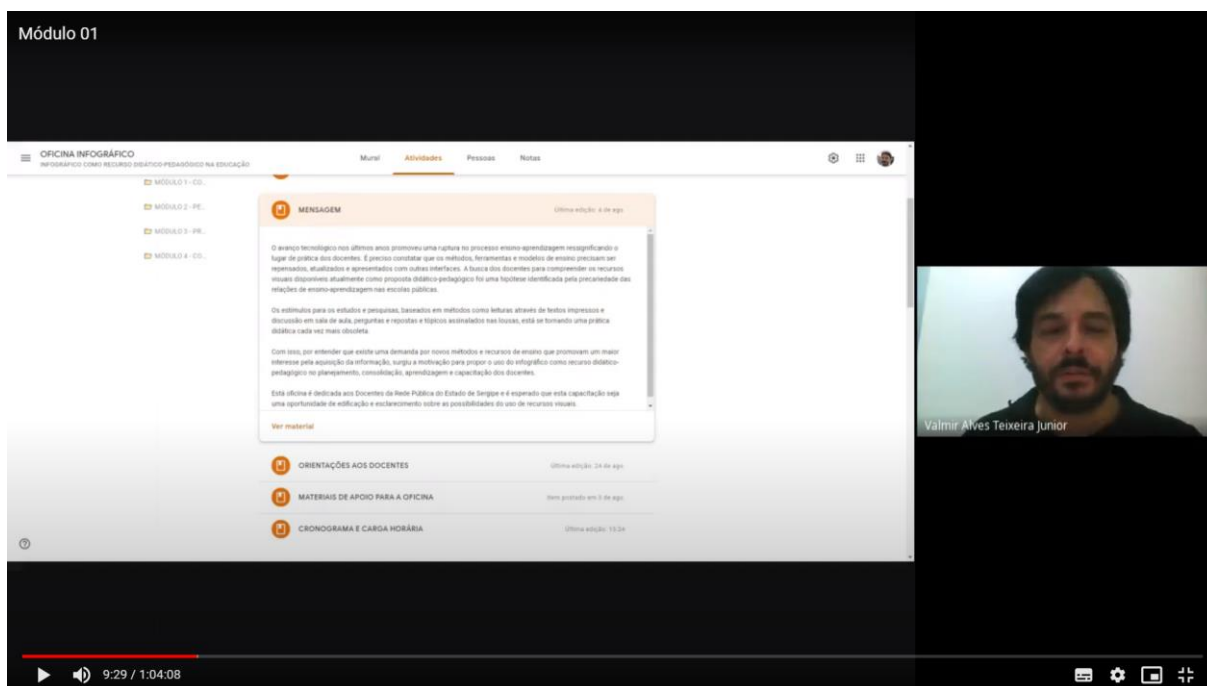 Módulo 01
OFICINA INFOGRÁFICO
INFOGRÁFICO COMO RECURSO DIDÁTICO-PEDAGÓGICO NA EDUCAÇÃO
Mural Atividades Pessoas Notas
MÓDULO 1 - CO...
MÓDULO 2 - PE...
MÓDULO 3 - PR...
MÓDULO 4 - CO...
MENSAGEM
Última edição: 4 de ago.
O avanço tecnológico nos últimos anos promoveu uma ruptura no processo ensino-aprendizagem ressignificando o
lugar de prática dos docentes. É preciso constatar que os métodos, ferramentas e modelos de ensino precisam ser
repensados, atualizados e apresentados com outras interfaces. A busca dos docentes para compreender os recursos
visuais disponíveis atualmente como proposta didático-pedagógico foi uma hipótese identificada pela precariedade das
relações de ensino-aprendizagem nas escolas públicas.
Os estímulos para os estudos e pesquisas, baseados em métodos como leituras através de textos impressos e
discussão em sala de aula, perguntas e repostas e tópicos assinalados nas lousas, está se tornando uma prática
didática cada vez mais obsoleta.
Com isso, por entender que existe uma demanda por novos métodos e recursos de ensino que promovam um maior
interesse pela aquisição da informação, surgiu a motivação para propor o uso do infográfico como recurso didático-
pedagógico no planejamento, consolidação, aprendizagem e capacitação dos docentes.
Está oficina é dedicada aos Docentes da Rede Pública do Estado de Sergipe e é esperado que esta capacitação seja
uma oportunidade de edificação e esclarecimento sobre as possibilidades do uso de recursos visuais.
Ver material
ORIENTAÇÕES AOS DOCENTES
Última edição: 24 de ago.
MATERIAIS DE APOIO PARA A OFICINA
Item postado em 3 de ago.
CRONOGRAMA E CARGA HORÁRIA
Última edição:
Valmir Alves Teixeira Junior
9:29 / 1:04:08